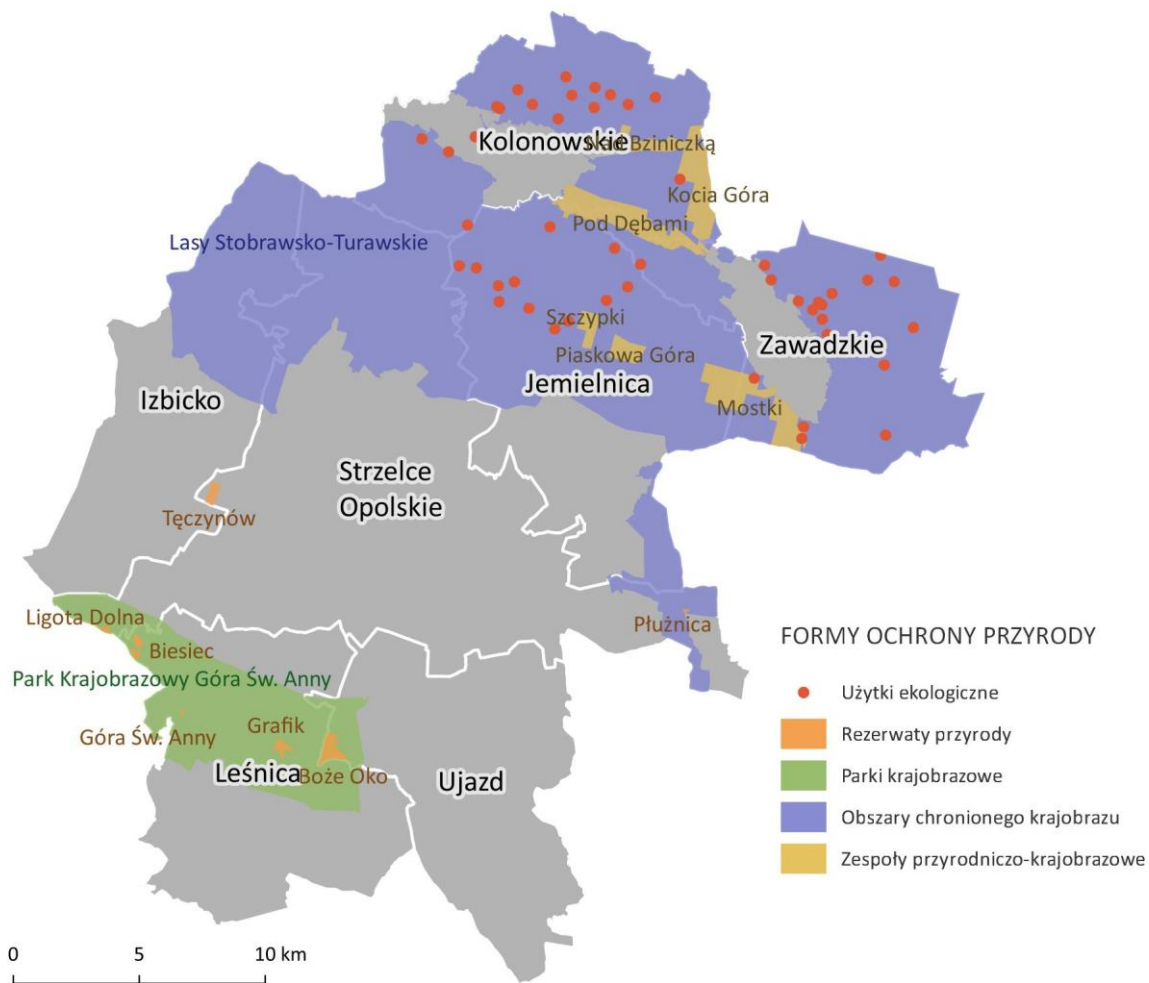 Kolonowskie
Nad Bziniczką
Kocia Góra
Pod Dębami
Lasy Stobrawsko-Turawskie
Szczypki
Zawadzkie
Piaskowa Góra
Jemielnica
Izbicko
Mostki
Strzelce
Opolskie
Tęczynów
Ligota Dolna
Płużnica
Biesiec
Park Krajobrazowy Góra Św. Anny
Grafik
Góra Św. Anny
Leśnica
Boże Oko
Ujazd
FORMY OCHRONY PRZYRODY
Użytki ekologiczne
Rezerwaty przyrody
Parki krajobrazowe
Obszary chronionego krajobrazu
Zespoły przyrodniczo-krajobrazowe
0 5 10 km